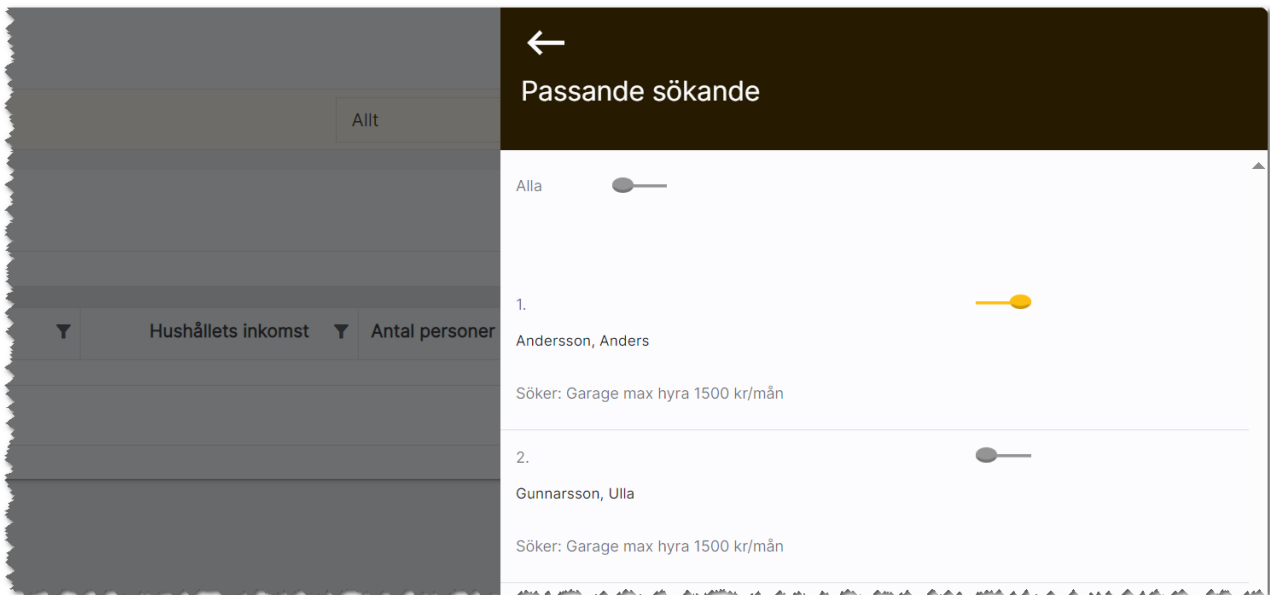 Allt
Hushållets inkomst
Antal personer
Passande sökande
Alla
1.
Andersson, Anders
Söker: Garage max hyra 1500 kr/mån
2.
Gunnarsson, Ulla
Söker: Garage max hyra 1500 kr/mån